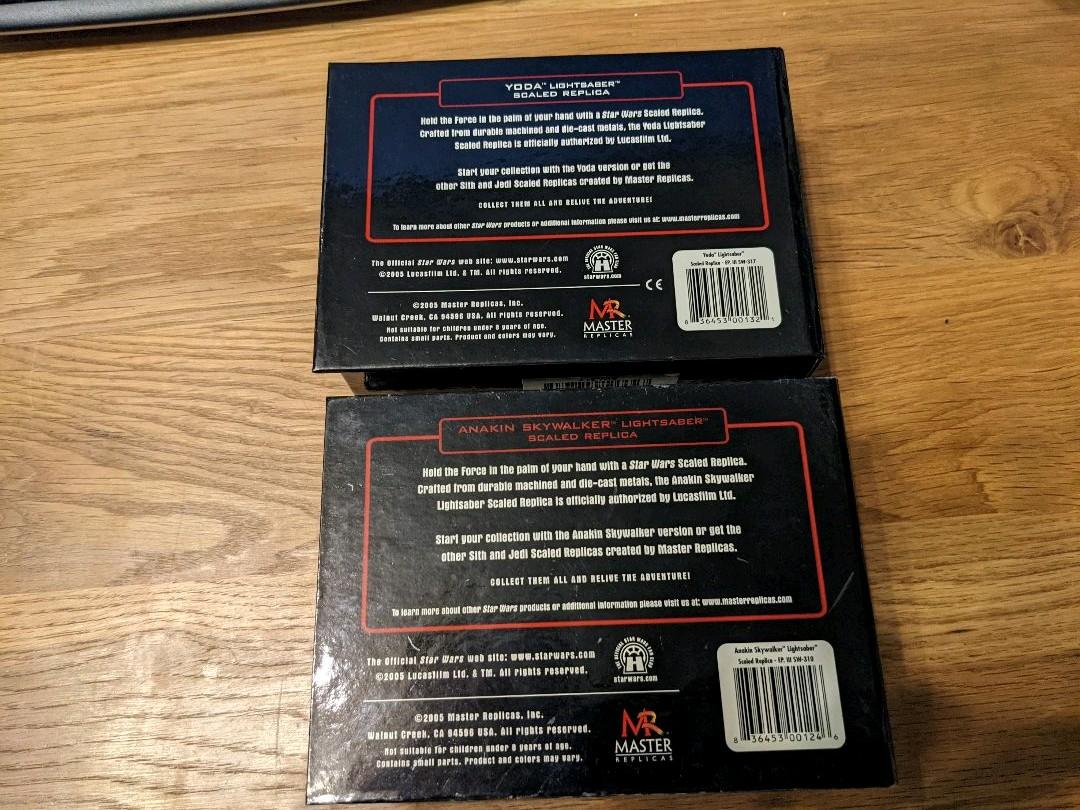 YODA™ LIGHTSABER™
SCALED REPLICA
Hold the Force in the palm of your hand with a Star Wars Scaled Replica.
Crafted from durable machined and die-cast metals, the Yoda Lightsaber
Scaled Replica is officially authorized by Lucasfilm Ltd.
Start your collection with the Yoda version or get the
other Sith and Jedi Scaled Replicas created by Master Replicas.
COLLECT THEM ALL AND RELIVE THE ADVENTURE!
To learn more about other Star Wars products or additional information please visit us at: www.masterreplicas.com
The Official Star Wars web site: www.starwars.com
©2005 Lucasfilm Ltd. & TM. All rights reserved.
starwars.com
CE
©2005 Master Replicas, Inc.
Walnut Creek, CA 94596 USA. All rights reserved.
Not suitable for children under 8 years of age.
Contains small parts. Product and colors may vary.
MR
MASTER
REPLICAS
Yoda™ Lightsaber™
Scaled Replica - EP. III SW-317
8 36453 00132 1
ANAKIN SKYWALKER™ LIGHTSABER™
SCALED REPLICA
Hold the Force in the palm of your hand with a Star Wars Scaled Replica.
Crafted from durable machined and die-cast metals, the Anakin Skywalker
Lightsaber Scaled Replica is officially authorized by Lucasfilm Ltd.
Start your collection with the Anakin Skywalker version or get the
other Sith and Jedi Scaled Replicas created by Master Replicas.
COLLECT THEM ALL AND RELIVE THE ADVENTURE!
To learn more about other Star Wars products or additional information please visit us at: www.masterreplicas.com
The Official Star Wars web site: www.starwars.com
©2005 Lucasfilm Ltd. & TM. All rights reserved.
starwars.com
©2005 Master Replicas, Inc.
Walnut Creek, CA 94596 USA. All rights reserved.
Not suitable for children under 8 years of age.
Contains small parts. Product and colors may vary.
MR
MASTER
REPLICAS
Anakin Skywalker™ Lightsaber™
Scaled Replica - EP. III SW-310
8 36453 00124 6